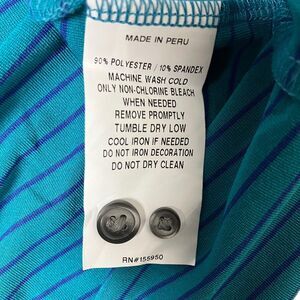 MADE IN PERU
90% POLYESTER / 10% SPANDEX
MACHINE WASH COLD
ONLY NON-CHLORINE BLEACH
WHEN NEEDED
REMOVE PROMPTLY
TUMBLE DRY LOW
COOL IRON IF NEEDED
DO NOT IRON DECORATION
DO NOT DRY CLEAN
RN#155950